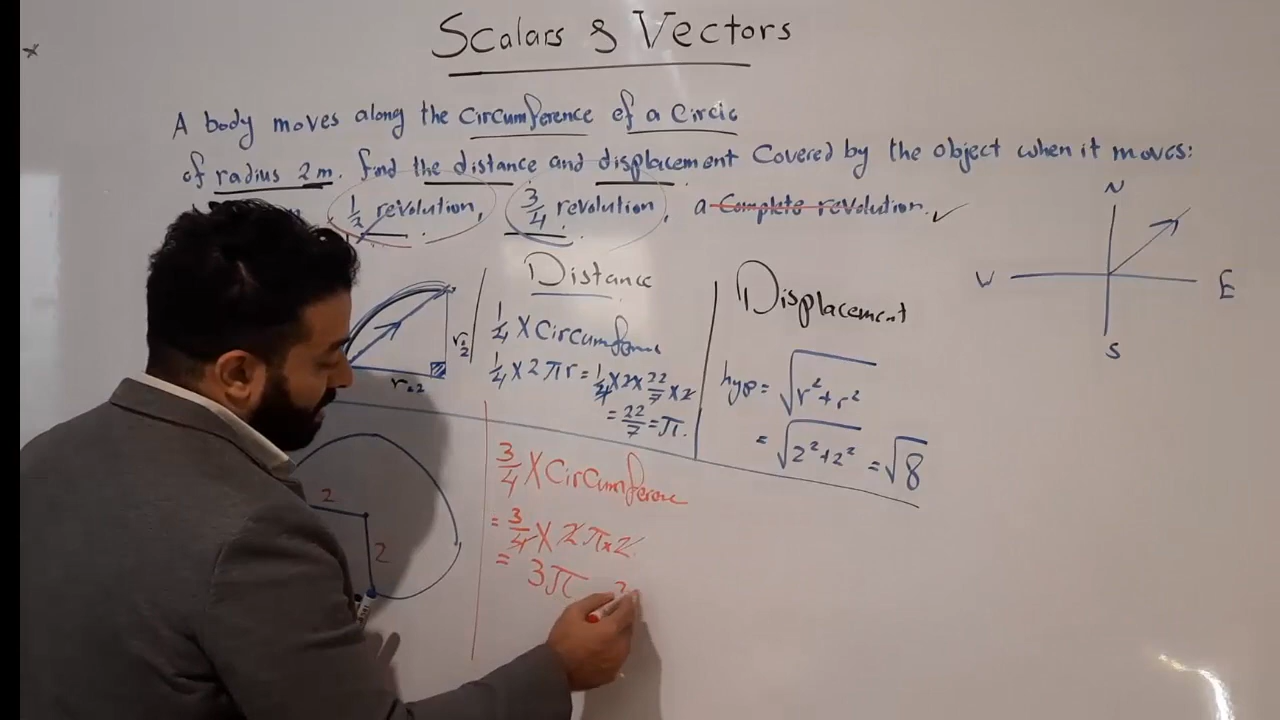 Scalars & Vectors
A body moves along the circumference of a Circle
of radius 2m. find the distance and displacement Covered by the object when it moves:
1/2 revolution, 3/4 revolution, a Complete revolution. ✓
N
W E
S
r=2
r=2
Distance
1/4 X Circumference
1/4 X 2πr = 1/4 X 2 X 22/7 X 2
= 22/7 = π.
Displacement
hyp = √r²+r²
= √2²+2² = √8
2
2
3/4 X Circumference
= 3/4 X 2π x 2
= 3π